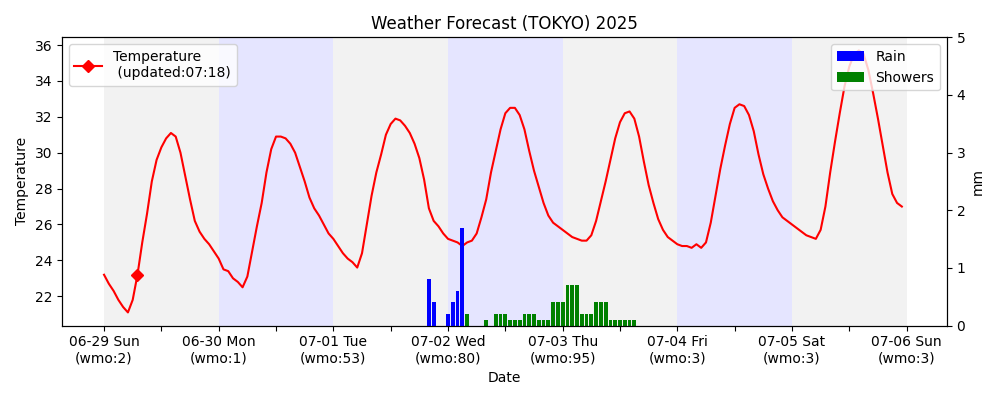 Weather Forecast (TOKYO) 2025
Temperature
(updated:07:18)
Rain
Showers
Temperature
36
34
32
30
28
26
24
22
5
4
3
2
1
0
mm
06-29 Sun
(wmo:2)
06-30 Mon
(wmo:1)
07-01 Tue
(wmo:53)
07-02 Wed
(wmo:80)
07-03 Thu
(wmo:95)
07-04 Fri
(wmo:3)
07-05 Sat
(wmo:3)
07-06 Sun
(wmo:3)
Date